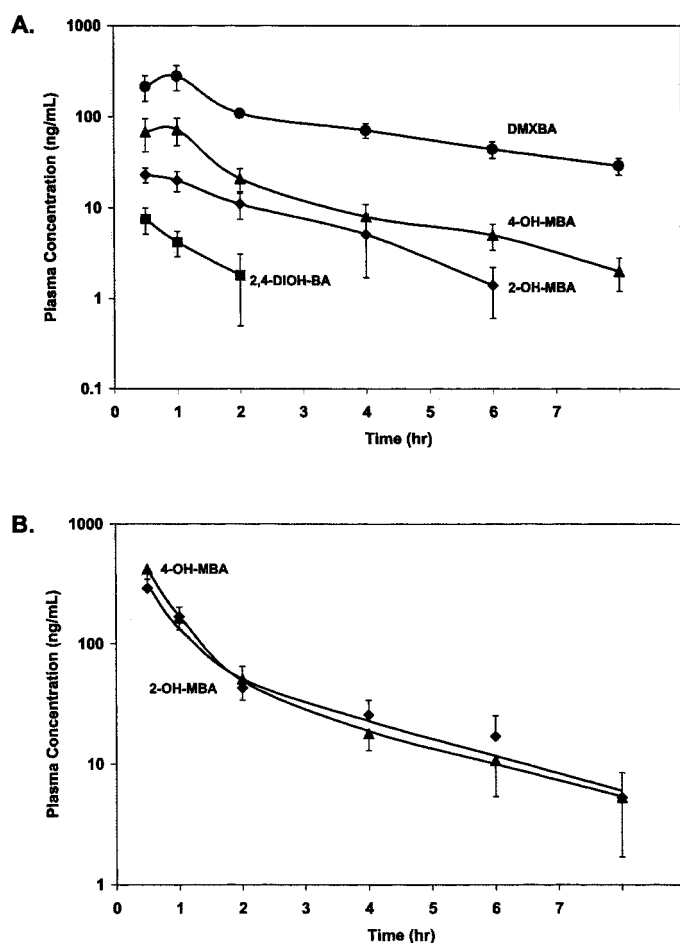 A.
1000
100
10
1
0.1
Plasma Concentration (ng/mL)
DMXBA
4-OH-MBA
2-OH-MBA
2,4-DIOH-BA
0 1 2 3 4 5 6 7
Time (hr)
B.
1000
100
10
1
Plasma Concentration (ng/mL)
4-OH-MBA
2-OH-MBA
0 1 2 3 4 5 6 7
Time (hr)